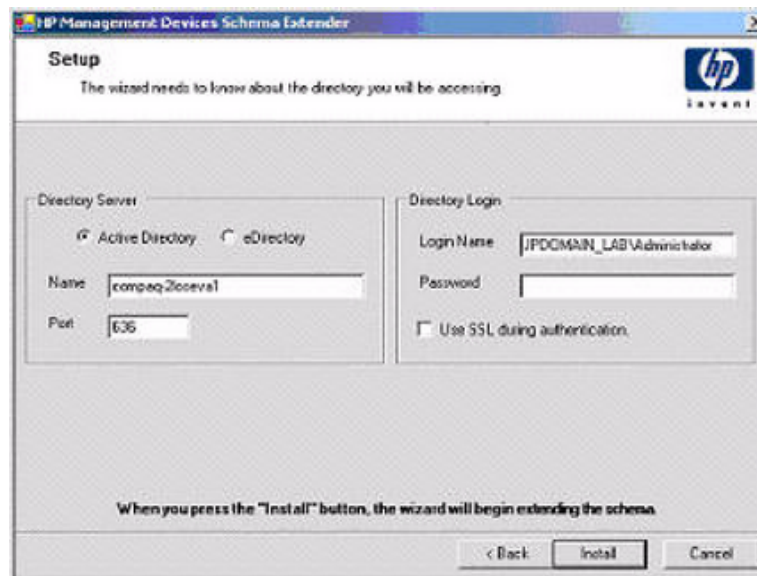 HP Management Devices Schema Extender
Setup
The wizard needs to know about the directory you will be accessing.
hp
invent
Directory Server
Active Directory
eDirectory
Name
Port
636
Directory Login
Login Name
JPDOMAIN_LAB\Administrator
Password
Use SSL during authentication.
When you press the "Install" button, the wizard will begin extending the schema.
< Back
Install
Cancel